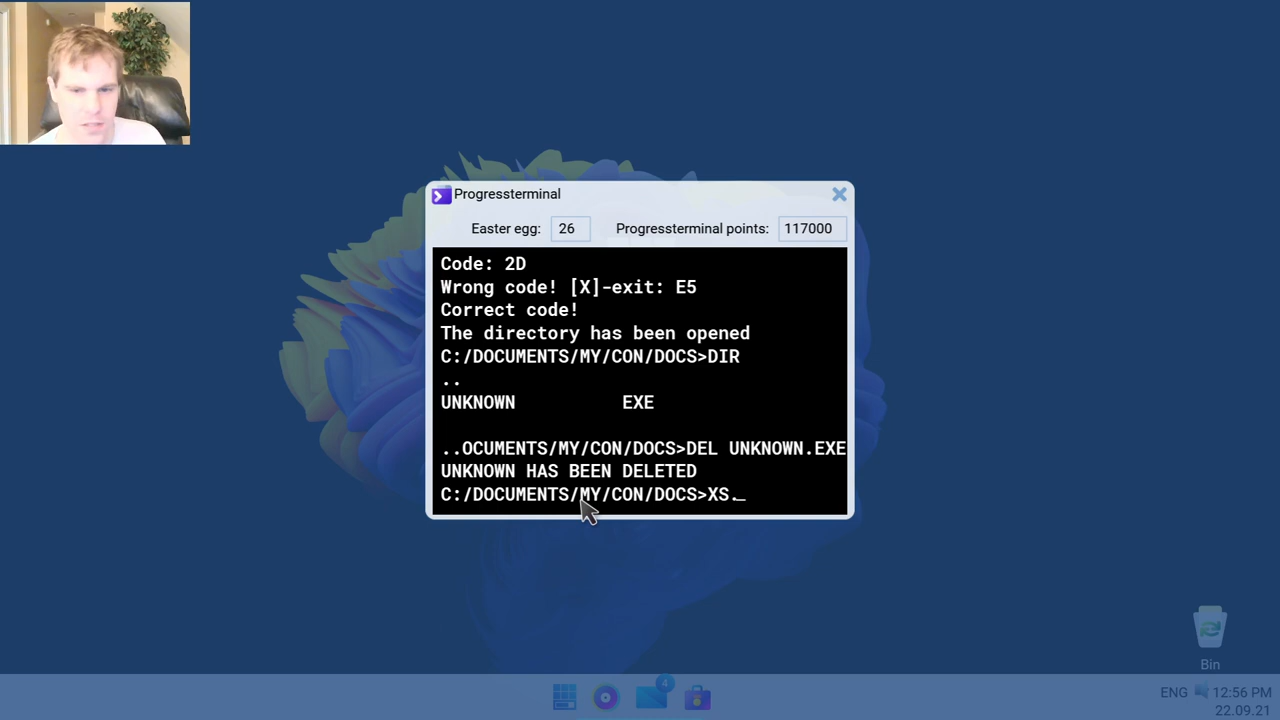 Progressterminal
Easter egg: 26 Progressterminal points: 117000
Code: 2D
Wrong code! [X]-exit: E5
Correct code!
The directory has been opened
C:/DOCUMENTS/MY/CON/DOCS>DIR
..
UNKNOWN EXE
..OCUMENTS/MY/CON/DOCS>DEL UNKNOWN.EXE
UNKNOWN HAS BEEN DELETED
C:/DOCUMENTS/MY/CON/DOCS>XS._
Bin
4
ENG 12:56 PM
22.09.21